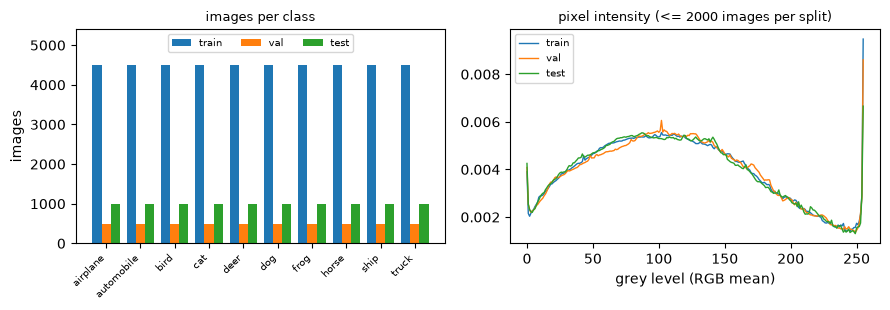 images per class
train val test
images
5000
4000
3000
2000
1000
0
airplane
automobile
bird
cat
deer
dog
frog
horse
ship
truck
pixel intensity (<= 2000 images per split)
train
val
test
0.008
0.006
0.004
0.002
0 50 100 150 200 250
grey level (RGB mean)